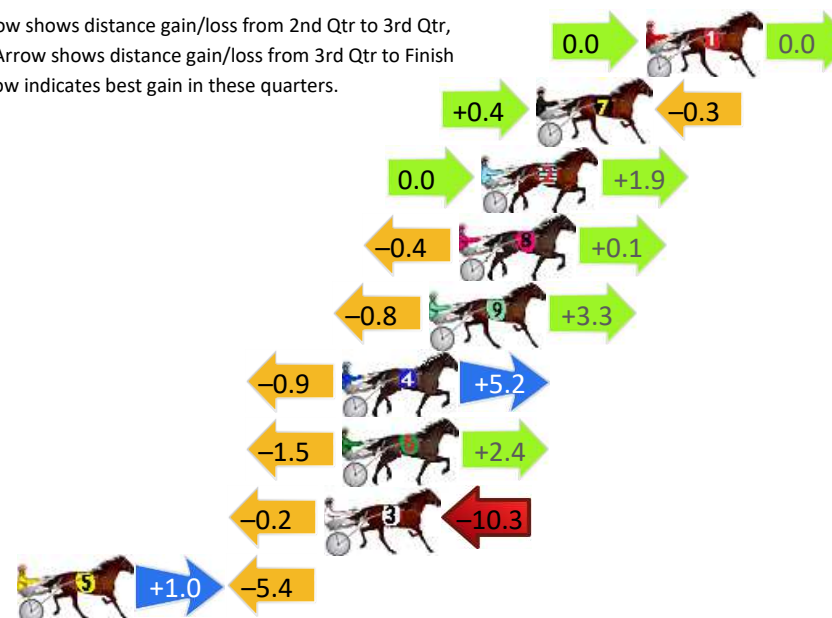 ow shows distance gain/loss from 2nd Qtr to 3rd Qtr,
Arrow shows distance gain/loss from 3rd Qtr to Finish
ow indicates best gain in these quarters.
0.0 1 0.0
+0.4 7 –0.3
0.0 2 +1.9
–0.4 8 +0.1
–0.8 9 +3.3
–0.9 4 +5.2
–1.5 +2.4
–0.2 3 –10.3
5 +1.0 –5.4